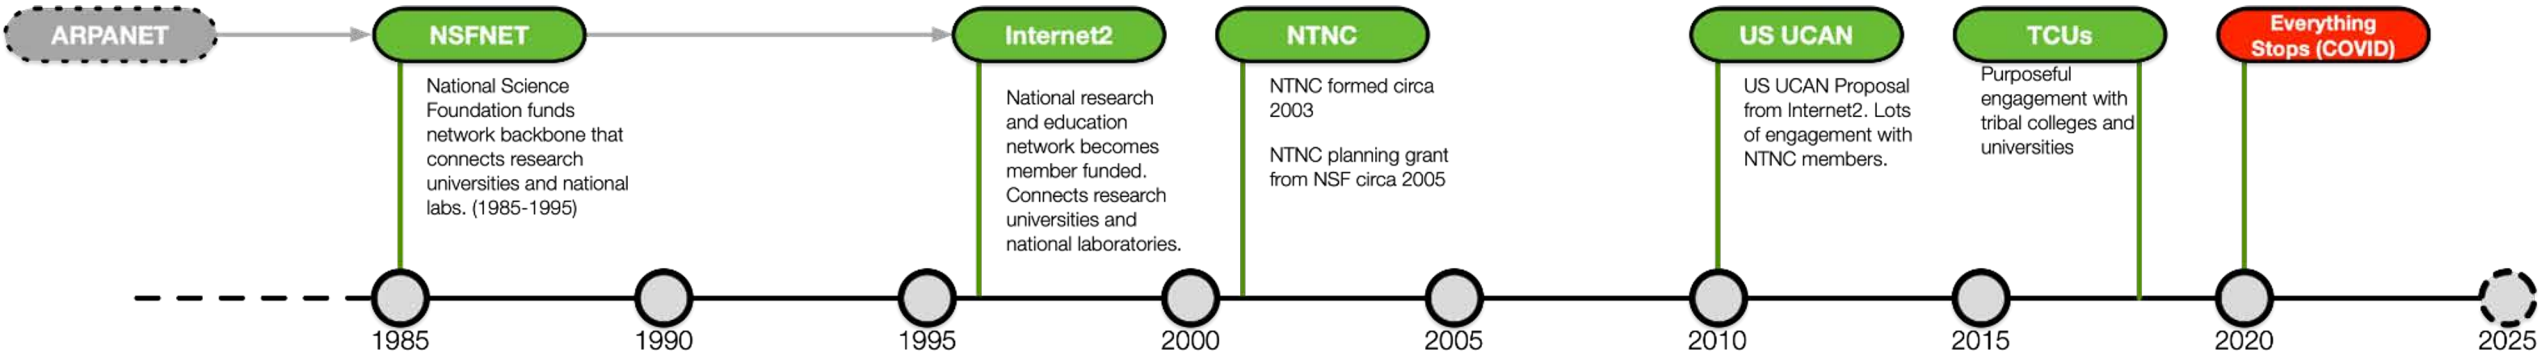 ARPANET
NSFNET
National Science
Foundation funds
network backbone that
connects research
universities and national
labs. (1985-1995)
Internet2
National research
and education
network becomes
member funded.
Connects research
universities and
national laboratories.
NTNC
NTNC formed circa
2003
NTNC planning grant
from NSF circa 2005
US UCAN
US UCAN Proposal
from Internet2. Lots
of engagement with
NTNC members.
TCUs
Purposeful
engagement with
tribal colleges and
universities
Everything
Stops (COVID)
1985
1990
1995
2000
2005
2010
2015
2020
2025